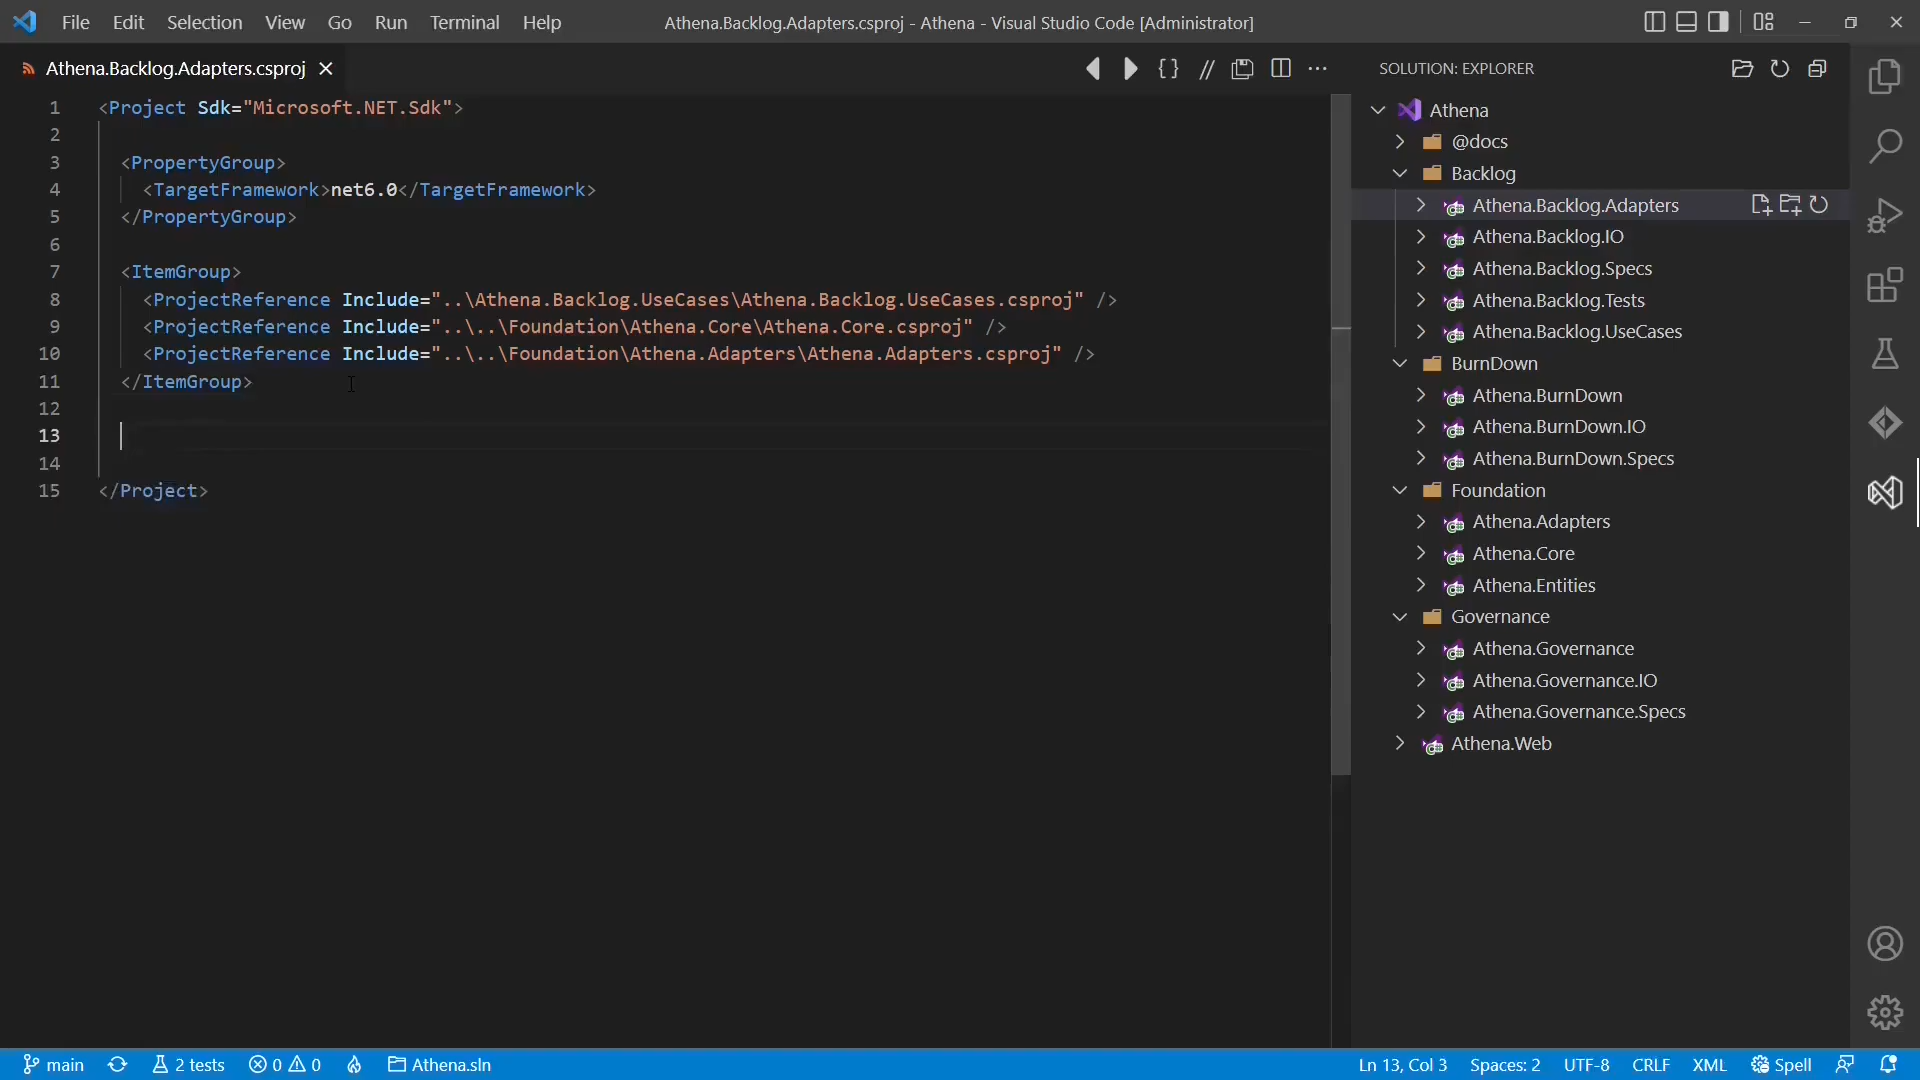 File Edit Selection View Go Run Terminal Help Athena.Backlog.Adapters.csproj - Athena - Visual Studio Code [Administrator]
Athena.Backlog.Adapters.csproj
1 <Project Sdk="Microsoft.NET.Sdk">
2
3 <PropertyGroup>
4 <TargetFramework>net6.0</TargetFramework>
5 </PropertyGroup>
6
7 <ItemGroup>
8 <ProjectReference Include="..\Athena.Backlog.UseCases\Athena.Backlog.UseCases.csproj" />
9 <ProjectReference Include="..\..\Foundation\Athena.Core\Athena.Core.csproj" />
10 <ProjectReference Include="..\..\Foundation\Athena.Adapters\Athena.Adapters.csproj" />
11 </ItemGroup>
12
13
14
15 </Project>
SOLUTION: EXPLORER
Athena
@docs
Backlog
Athena.Backlog.Adapters
Athena.Backlog.IO
Athena.Backlog.Specs
Athena.Backlog.Tests
Athena.Backlog.UseCases
BurnDown
Athena.BurnDown
Athena.BurnDown.IO
Athena.BurnDown.Specs
Foundation
Athena.Adapters
Athena.Core
Athena.Entities
Governance
Athena.Governance
Athena.Governance.IO
Athena.Governance.Specs
Athena.Web
main 2 tests 0 0 Athena.sln Ln 13, Col 3 Spaces: 2 UTF-8 CRLF XML Spell